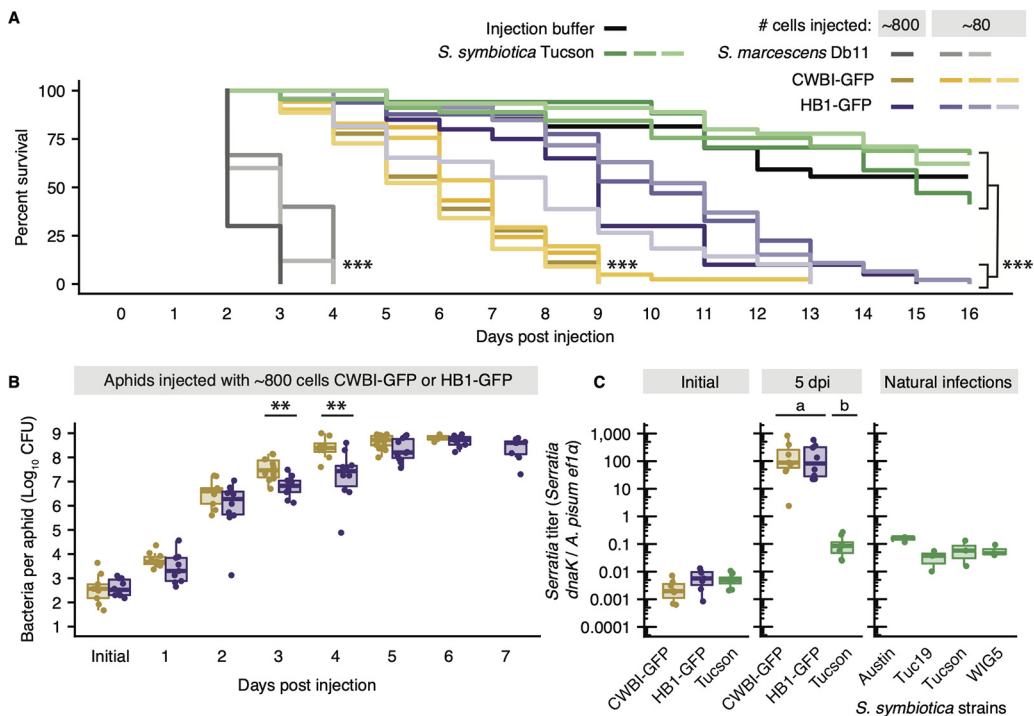 A
Injection buffer
S. symbiotica Tucson
# cells injected: ~800 ~80
S. marcescens Db11
CWBI-GFP
HB1-GFP
Percent survival
100
75
50
25
0
***
***
***
0 1 2 3 4 5 6 7 8 9 10 11 12 13 14 15 16
Days post injection
B
Aphids injected with ~800 cells CWBI-GFP or HB1-GFP
Bacteria per aphid (Log10 CFU)
** **
9
8
7
6
5
4
3
2
1
Initial 1 2 3 4 5 6 7
Days post injection
C
Initial 5 dpi Natural infections
a b
Serratia titer (Serratia
dnaK / A. pisum ef1α)
1,000
100
10
1
0.1
0.01
0.001
0.0001
CWBI-GFP HB1-GFP Tucson CWBI-GFP HB1-GFP Tucson Austin Tuc19 Tucson WIG5
S. symbiotica strains